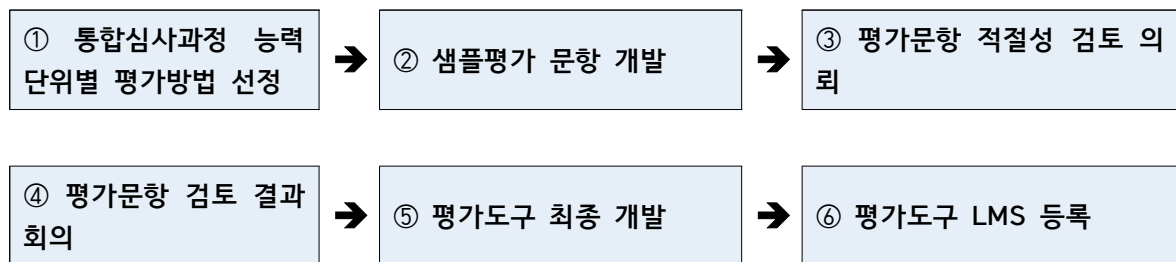 ① 통합심사과정 능력
단위별 평가방법 선정
➔
② 샘플평가 문항 개발
➔
③ 평가문항 적절성 검토 의
뢰
④ 평가문항 검토 결과
회의
➔
⑤ 평가도구 최종 개발
➔
⑥ 평가도구 LMS 등록